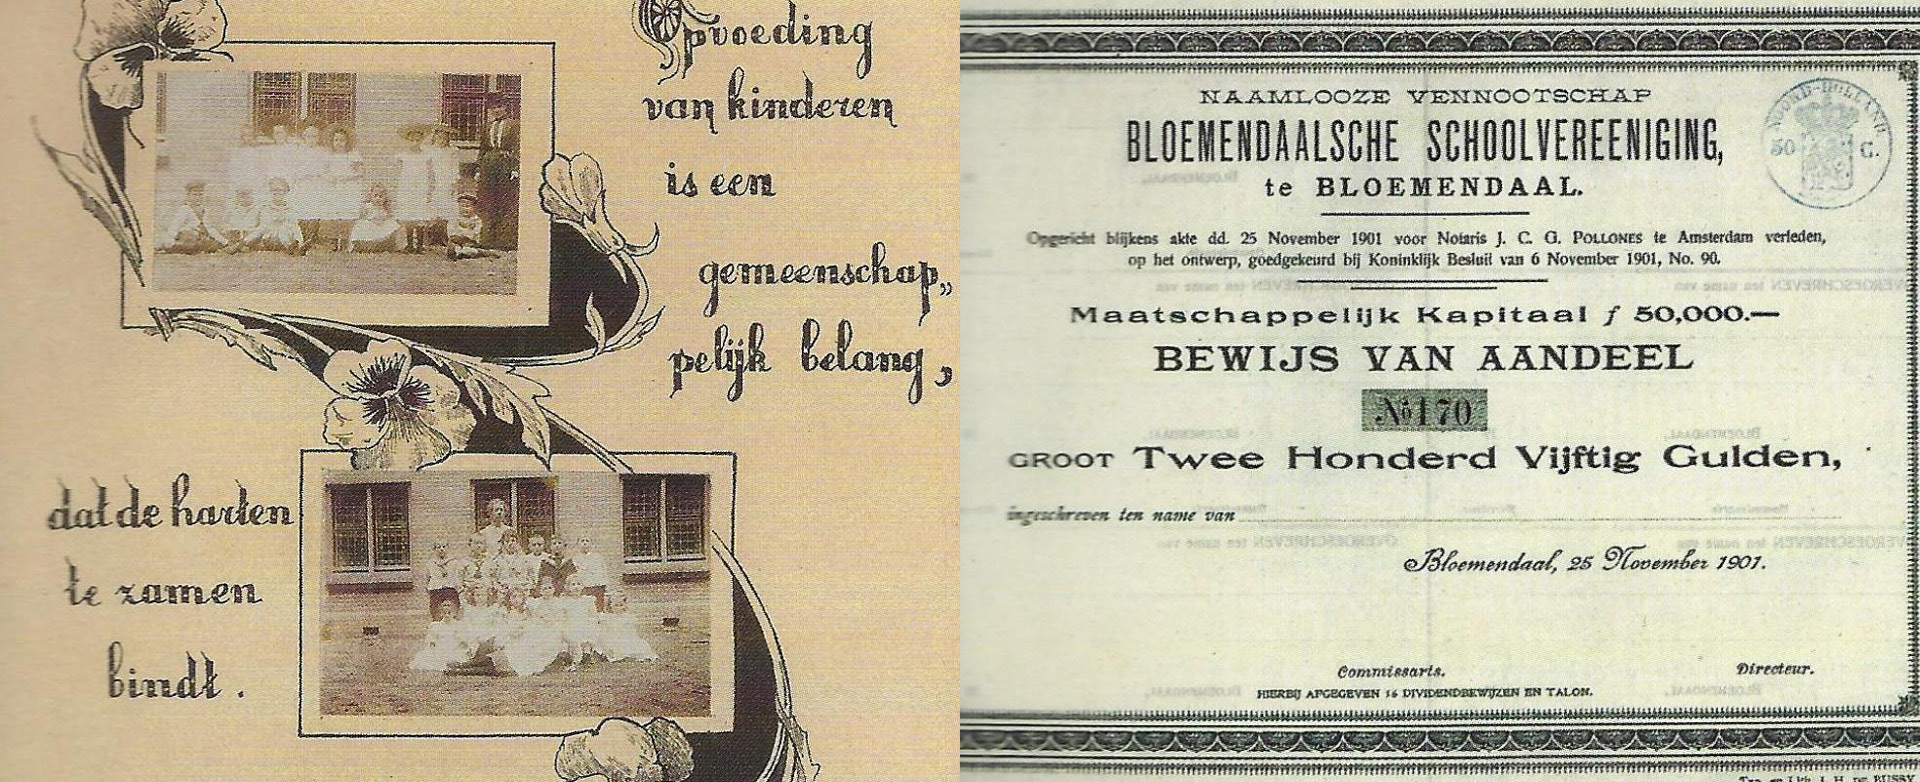 Opvoeding
van kinderen
is een
gemeenschap„
pelijk belang,
dat de harten
te zamen
bindt.
NAAMLOOZE VENNOOTSCHAP
BLOEMENDAALSCHE SCHOOLVEREENIGING,
te BLOEMENDAAL.
NOORD-HOLLAND
50 G.
Opgericht blijkens akte dd. 25 November 1901 voor Notaris J. C. G. POLLONES te Amsterdam verleden,
op het ontwerp, goedgekeurd bij Koninklijk Besluit van 6 November 1901, No. 90.
Maatschappelijk Kapitaal ƒ 50,000.—
BEWIJS VAN AANDEEL
No 170
GROOT Twee Honderd Vijftig Gulden,
ingeschreven ten name van
Bloemendaal, 25 November 1901.
Commissaris. Directeur.
HIERBIJ AFGEGEVEN 16 DIVIDENDBEWIJZEN EN TALON.